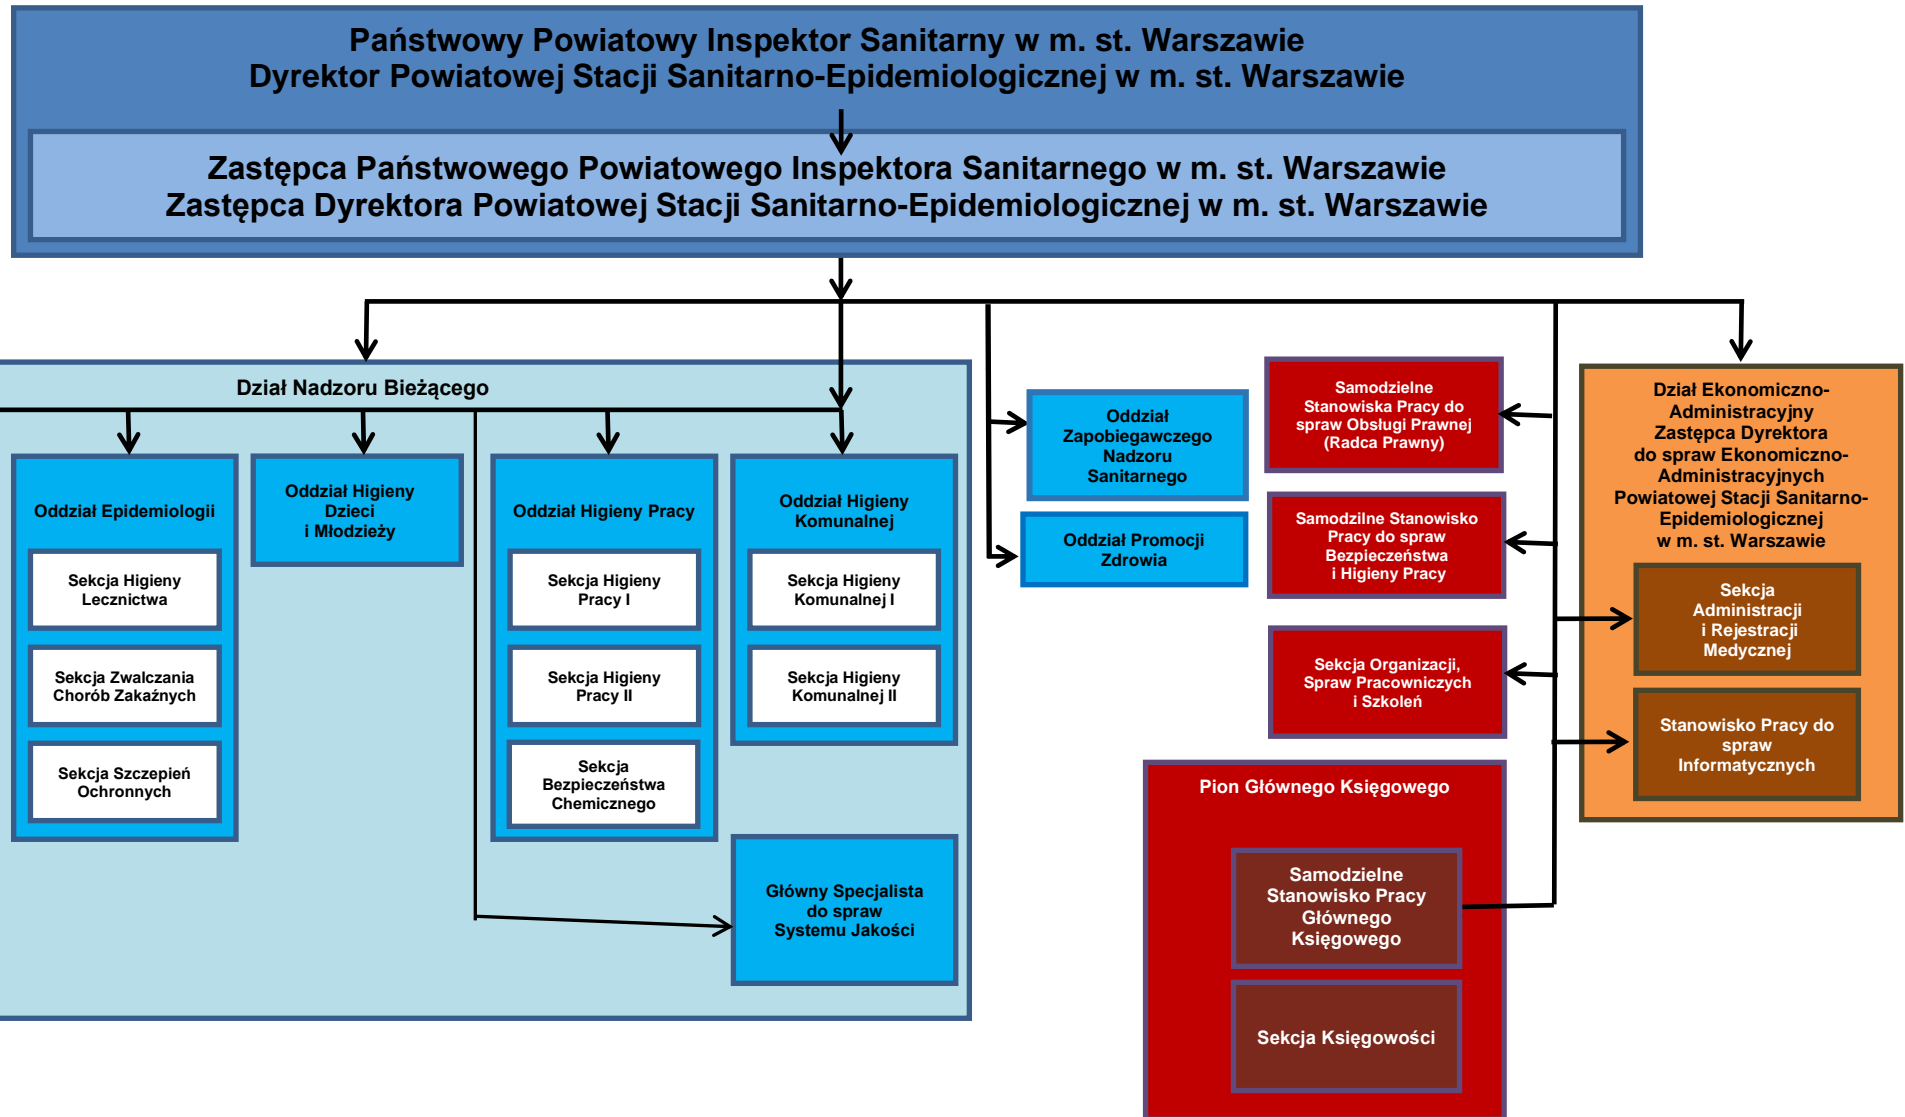 Państwowy Powiatowy Inspektor Sanitarny w m. st. Warszawie
Dyrektor Powiatowej Stacji Sanitarno-Epidemiologicznej w m. st. Warszawie
Zastępca Państwowego Powiatowego Inspektora Sanitarnego w m. st. Warszawie
Zastępca Dyrektora Powiatowej Stacji Sanitarno-Epidemiologicznej w m. st. Warszawie
Dział Nadzoru Bieżącego
Oddział Epidemiologii
Sekcja Higieny
Lecznictwa
Sekcja Zwalczania
Chorób Zakaźnych
Sekcja Szczepień
Ochronnych
Oddział Higieny
Dzieci
i Młodzieży
Oddział Higieny Pracy
Sekcja Higieny
Pracy I
Sekcja Higieny
Pracy II
Sekcja
Bezpieczeństwa
Chemicznego
Oddział Higieny
Komunalnej
Sekcja Higieny
Komunalnej I
Sekcja Higieny
Komunalnej II
Główny Specjalista
do spraw
Systemu Jakości
Oddział
Zapobiegawczego
Nadzoru
Sanitarnego
Oddział Promocji
Zdrowia
Samodzielne
Stanowiska Pracy do
spraw Obsługi Prawnej
(Radca Prawny)
Samodzilne Stanowisko
Pracy do spraw
Bezpieczeństwa
i Higieny Pracy
Sekcja Organizacji,
Spraw Pracowniczych
i Szkoleń
Pion Głównego Księgowego
Samodzielne
Stanowisko Pracy
Głównego
Księgowego
Sekcja Księgowości
Dział Ekonomiczno-
Administracyjny
Zastępca Dyrektora
do spraw Ekonomiczno-
Administracyjnych
Powiatowej Stacji Sanitarno-
Epidemiologicznej
w m. st. Warszawie
Sekcja
Administracji
i Rejestracji
Medycznej
Stanowisko Pracy do
spraw
Informatycznych